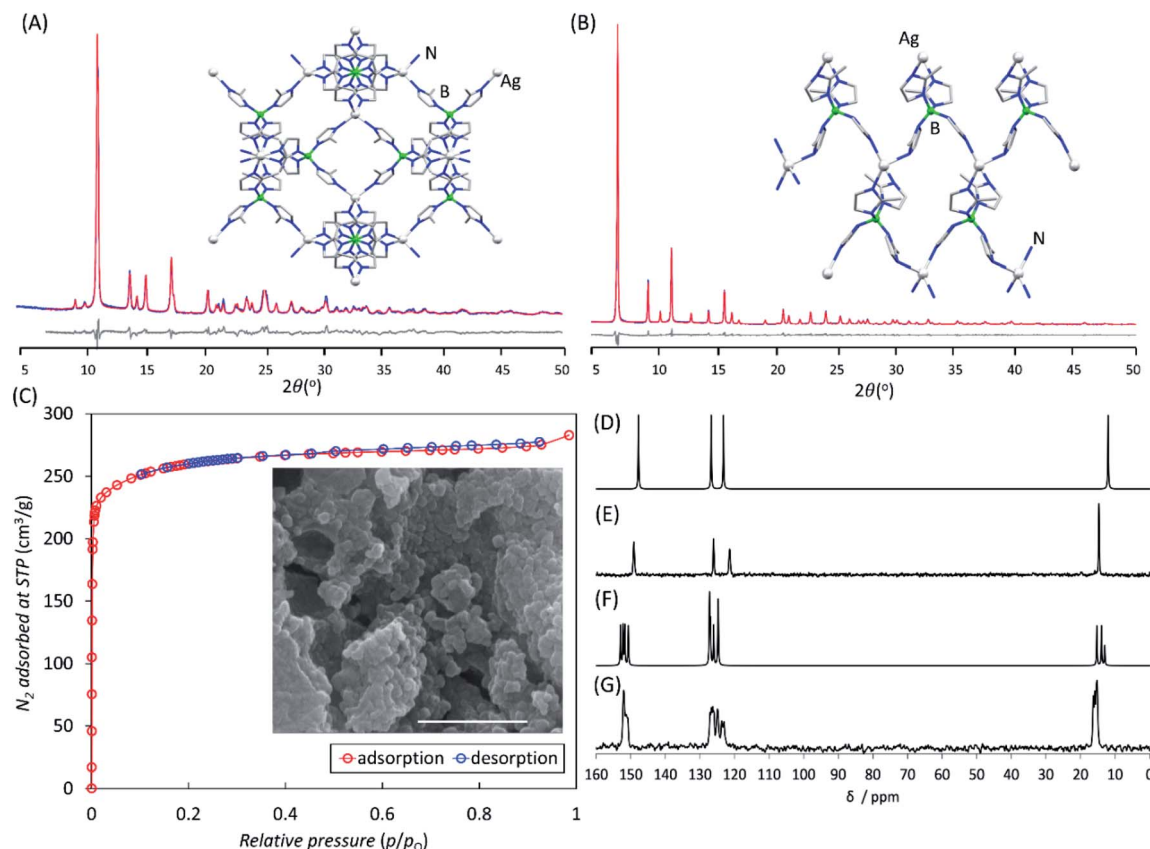 (A)
N
B
Ag
5 10 15 20 25 30 35 40 45 50
2θ(°)
(B)
Ag
B
N
5 10 15 20 25 30 35 40 45 50
2θ(°)
(C)
300
250
200
150
100
50
0
N₂ adsorbed at STP (cm³/g)
adsorption desorption
0 0.2 0.4 0.6 0.8 1
Relative pressure (p/p₀)
(D)
(E)
(F)
(G)
160 150 140 130 120 110 100 90 80 70 60 50 40 30 20 10 0
δ / ppm